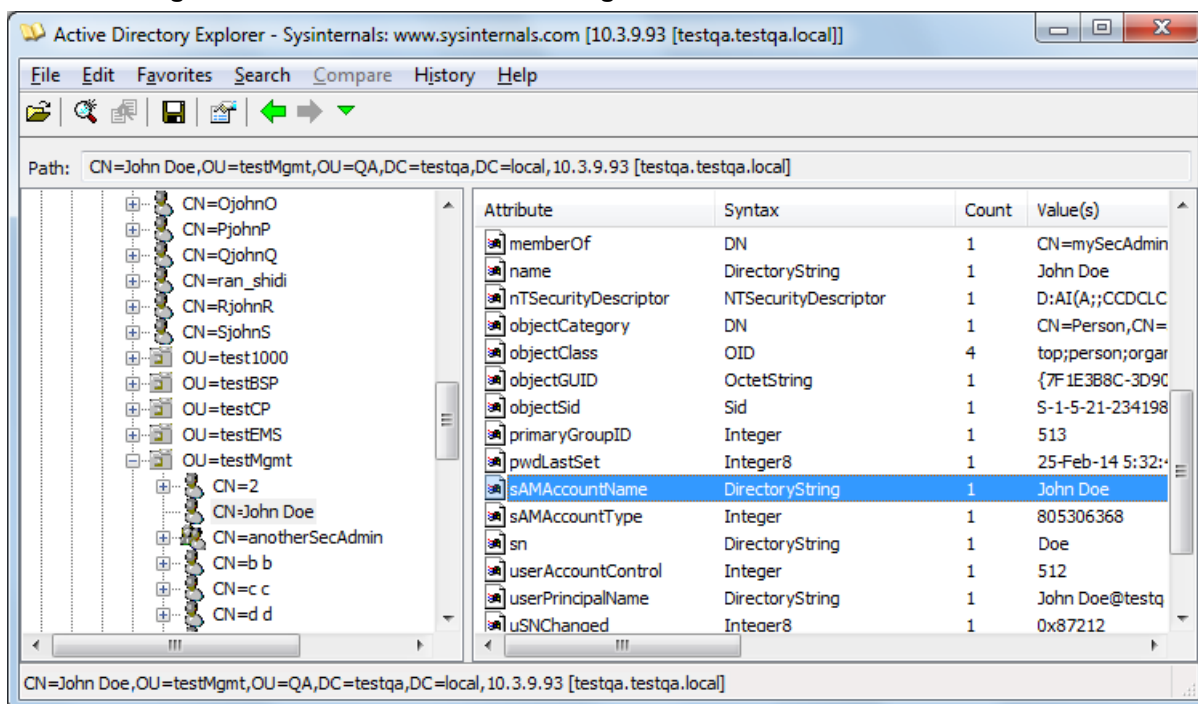 Active Directory Explorer - Sysinternals: www.sysinternals.com [10.3.9.93 [testqa.testqa.local]]
File Edit Favorites Search Compare History Help
Path: CN=John Doe,OU=testMgmt,OU=QA,DC=testqa,DC=local,10.3.9.93 [testqa.testqa.local]
CN=OjohnO
CN=PjohnP
CN=QjohnQ
CN=ran_shidi
CN=RjohnR
CN=SjohnS
OU=test1000
OU=testBSP
OU=testCP
OU=testEMS
OU=testMgmt
CN=2
CN=John Doe
CN=anotherSecAdmin
CN=b b
CN=c c
CN=d d
Attribute Syntax Count Value(s)
memberOf DN 1 CN=mySecAdmin
name DirectoryString 1 John Doe
nTSecurityDescriptor NTSecurityDescriptor 1 D:AI(A;;CCDCLC
objectCategory DN 1 CN=Person,CN=
objectClass OID 4 top;person;organ
objectGUID OctetString 1 {7F1E3B8C-3D90
objectSid Sid 1 S-1-5-21-234198
primaryGroupID Integer 1 513
pwdLastSet Integer8 1 25-Feb-14 5:32:4
sAMAccountName DirectoryString 1 John Doe
sAMAccountType Integer 1 805306368
sn DirectoryString 1 Doe
userAccountControl Integer 1 512
userPrincipalName DirectoryString 1 John Doe@testq
uSNChanged Integer8 1 0x87212
CN=John Doe,OU=testMgmt,OU=QA,DC=testqa,DC=local,10.3.9.93 [testqa.testqa.local]